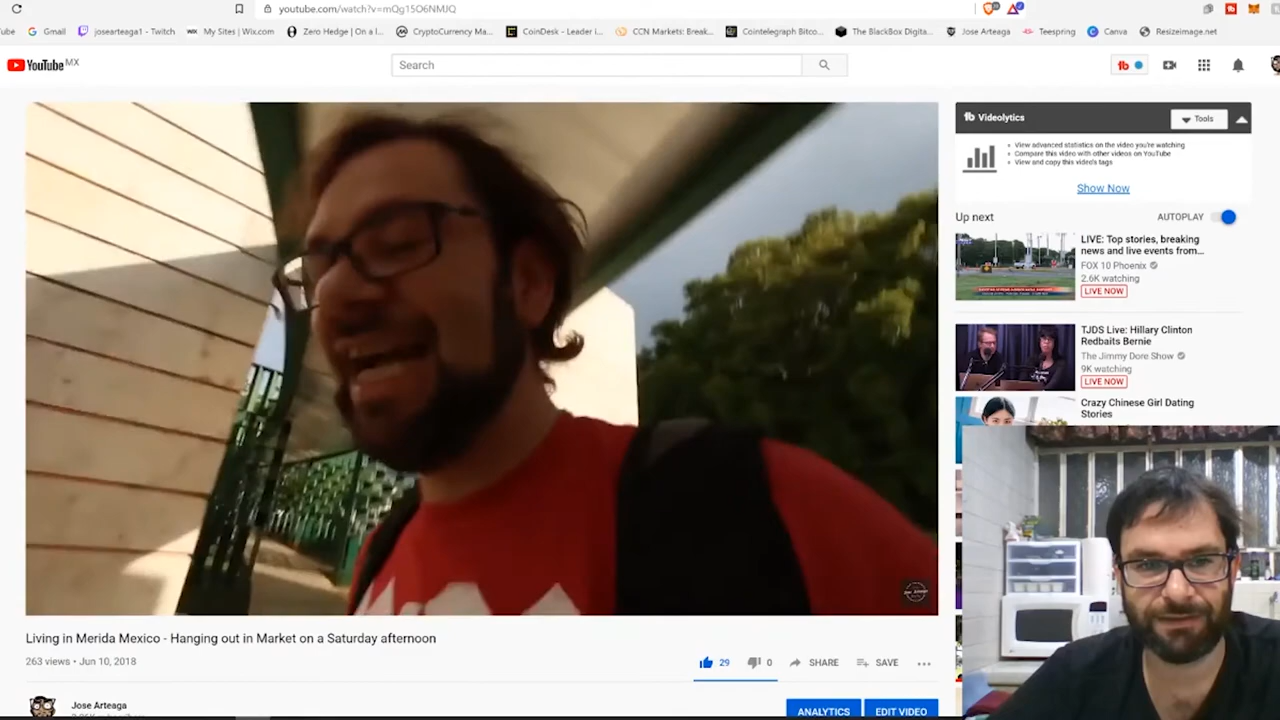 youtube.com/watch?v=mQg15O6NMJQ
ube Gmail josearteaga1 - Twitch My Sites | Wix.com Zero Hedge | On a l... CryptoCurrency Ma... CoinDesk - Leader i... CCN Markets: Break... Cointelegraph Bitco... The BlackBox Digita... Jose Arteaga Teespring Canva Resizeimage.net
YouTube MX
Search
Videolytics
Tools
View advanced statistics on the video you're watching
Compare this video with other videos on YouTube
View and copy this video's tags
Show Now
Up next
AUTOPLAY
LIVE: Top stories, breaking
news and live events from...
FOX 10 Phoenix
2.6K watching
LIVE NOW
TJDS Live: Hillary Clinton
Redbaits Bernie
The Jimmy Dore Show
9K watching
LIVE NOW
Crazy Chinese Girl Dating
Stories
Living in Merida Mexico - Hanging out in Market on a Saturday afternoon
263 views • Jun 10, 2018
29 0 SHARE SAVE
Jose Arteaga
ANALYTICS EDIT VIDEO